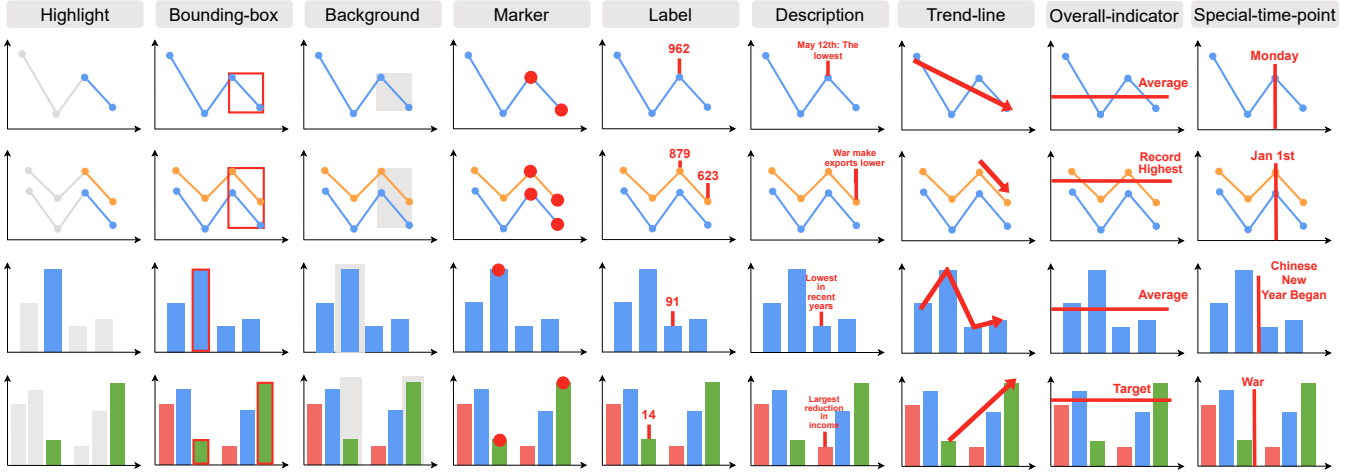 Highlight
Bounding-box
Background
Marker
Label
Description
Trend-line
Overall-indicator
Special-time-point
962
May 12th: The
lowest
Average
Monday
879
623
War make
exports lower
Record
Highest
Jan 1st
91
Lowest
in
recent
years
Average
Chinese
New
Year Began
14
Largest
reduction
in
income
Target
War